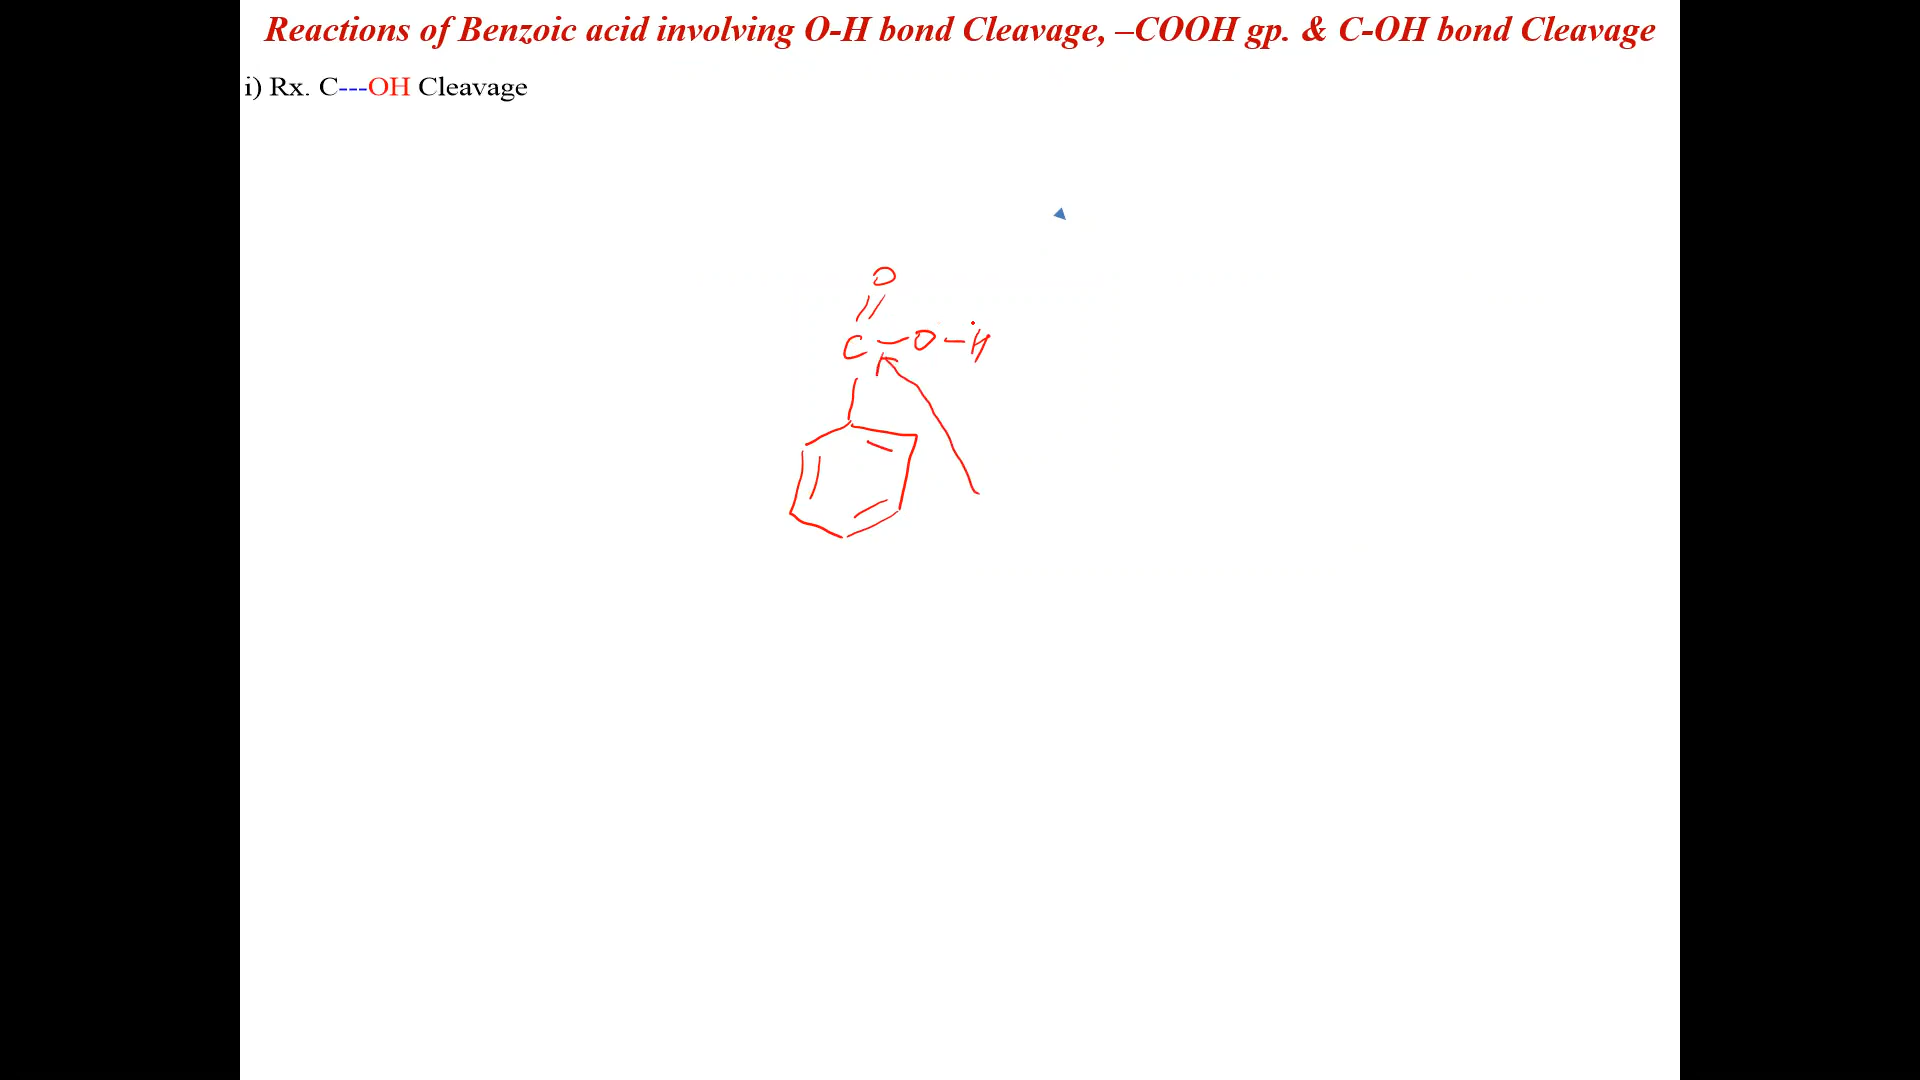 Reactions of Benzoic acid involving O-H bond Cleavage, –COOH gp. & C-OH bond Cleavage
i) Rx. C---OH Cleavage
O
C – O – H